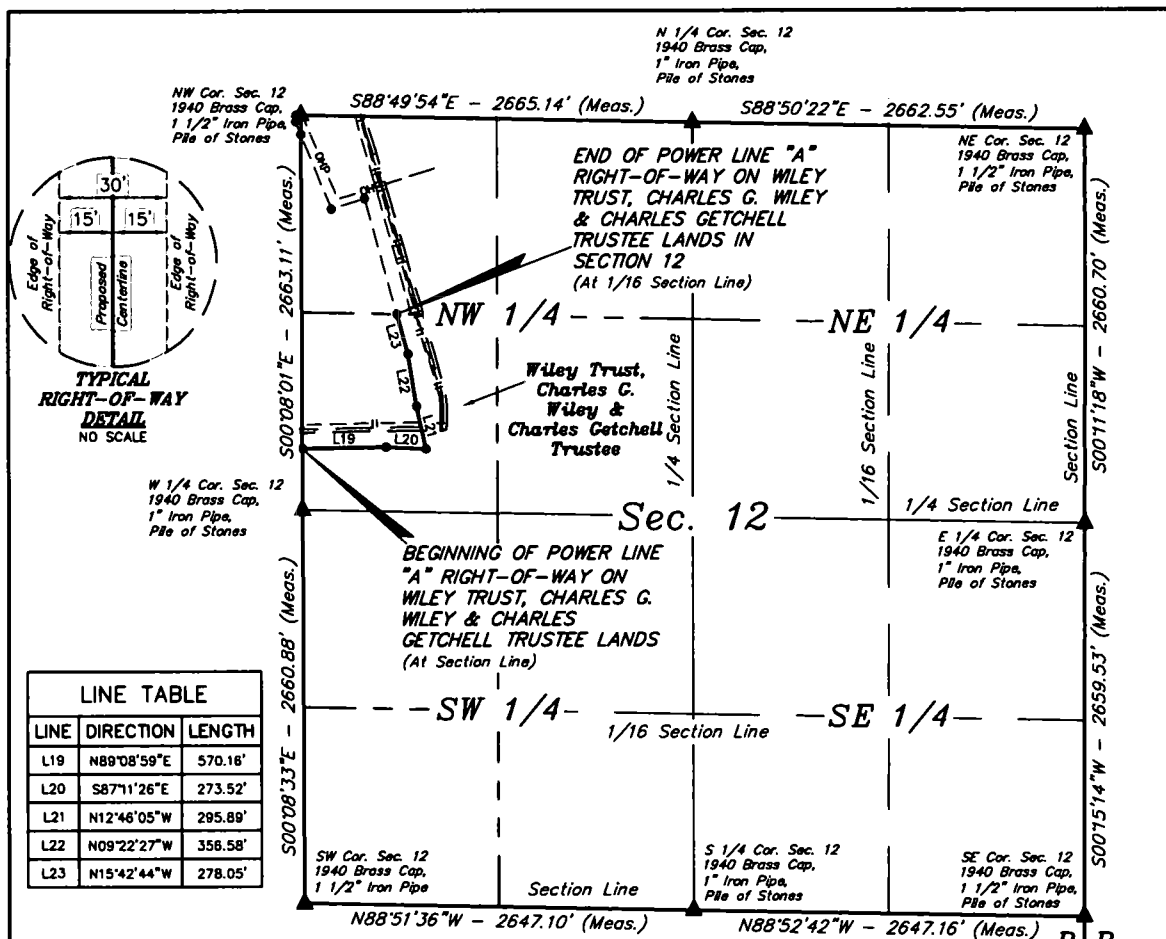 N 1/4 Cor. Sec. 12
1940 Brass Cap,
1" Iron Pipe,
Pile of Stones
NW Cor. Sec. 12
1940 Brass Cap,
1 1/2" Iron Pipe,
Pile of Stones
S88°49'54"E - 2665.14' (Meas.)
S88°50'22"E - 2662.55' (Meas.)
NE Cor. Sec. 12
1940 Brass Cap,
1 1/2" Iron Pipe,
Pile of Stones
OHP
END OF POWER LINE "A"
RIGHT-OF-WAY ON WILEY
TRUST, CHARLES G. WILEY
& CHARLES GETCHELL
TRUSTEE LANDS IN
SECTION 12
(At 1/16 Section Line)
30'
15'
15'
Edge of
Right-of-Way
Proposed
Centerline
Edge of
Right-of-Way
TYPICAL
RIGHT-OF-WAY
DETAIL
NO SCALE
S00°08'01"E - 2663.11' (Meas.)
S00°11'18"W - 2660.70' (Meas.)
NW 1/4
NE 1/4
L23
L22
L21
L19
L20
Wiley Trust,
Charles G.
Wiley &
Charles Getchell
Trustee
1/4 Section Line
1/16 Section Line
Section Line
W 1/4 Cor. Sec. 12
1940 Brass Cap,
1" Iron Pipe,
Pile of Stones
Sec. 12
1/4 Section Line
E 1/4 Cor. Sec. 12
1940 Brass Cap,
1" Iron Pipe,
Pile of Stones
BEGINNING OF POWER LINE
"A" RIGHT-OF-WAY ON
WILEY TRUST, CHARLES G.
WILEY & CHARLES
GETCHELL TRUSTEE LANDS
(At Section Line)
S00°08'33"E - 2660.88' (Meas.)
S00°15'14"W - 2659.53' (Meas.)
SW 1/4
SE 1/4
1/16 Section Line
LINE TABLE
LINE DIRECTION LENGTH
L19 N89°08'59"E 570.16'
L20 S87°11'26"E 273.52'
L21 N12°46'05"W 295.89'
L22 N09°22'27"W 356.58'
L23 N15°42'44"W 278.05'
SW Cor. Sec. 12
1940 Brass Cap,
1 1/2" Iron Pipe
Section Line
S 1/4 Cor. Sec. 12
1940 Brass Cap,
1" Iron Pipe,
Pile of Stones
SE Cor. Sec. 12
1940 Brass Cap,
1 1/2" Iron Pipe,
Pile of Stones
N88°51'36"W - 2647.10' (Meas.)
N88°52'42"W - 2647.16' (Meas.)